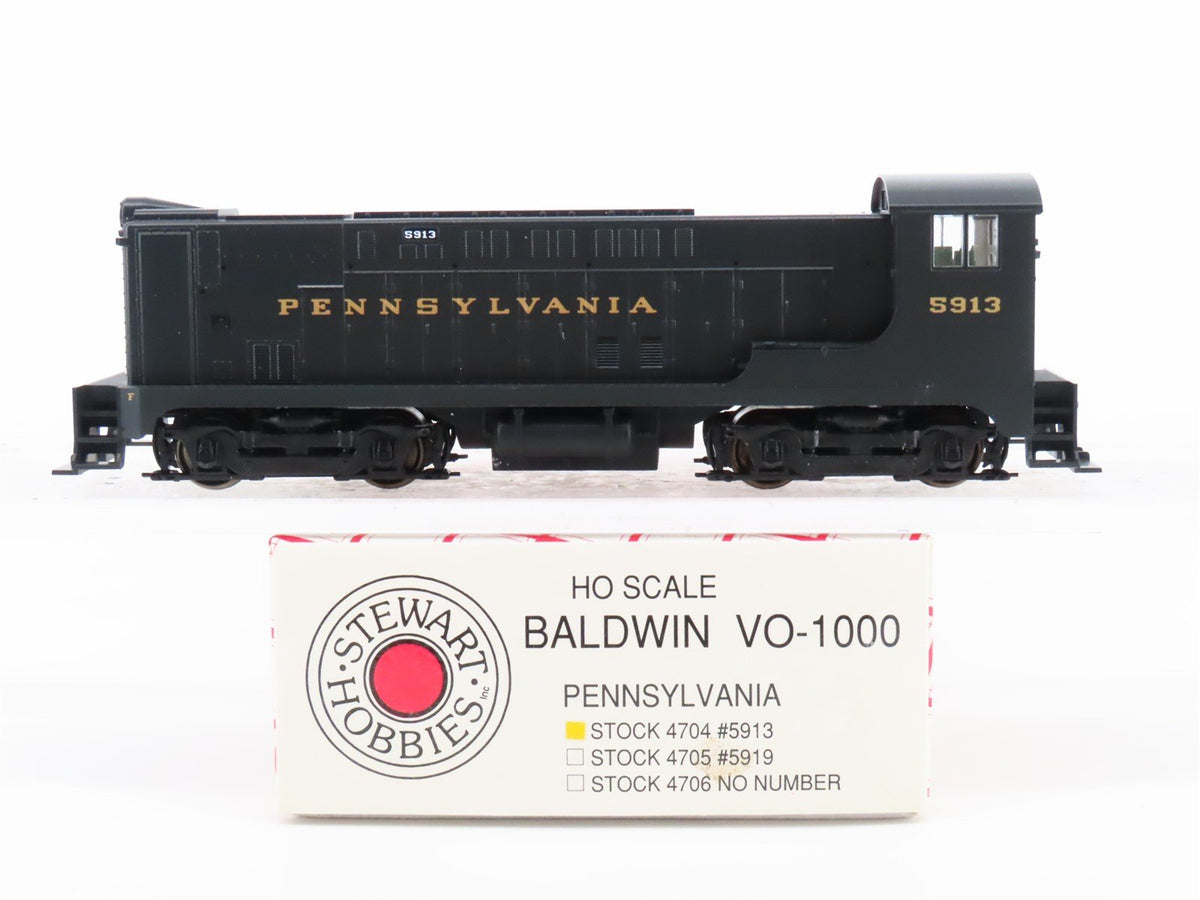 5913
PENNSYLVANIA
5913
F
STEWART HOBBIES Inc
HO SCALE
BALDWIN VO-1000
PENNSYLVANIA
STOCK 4704 #5913
STOCK 4705 #5919
STOCK 4706 NO NUMBER